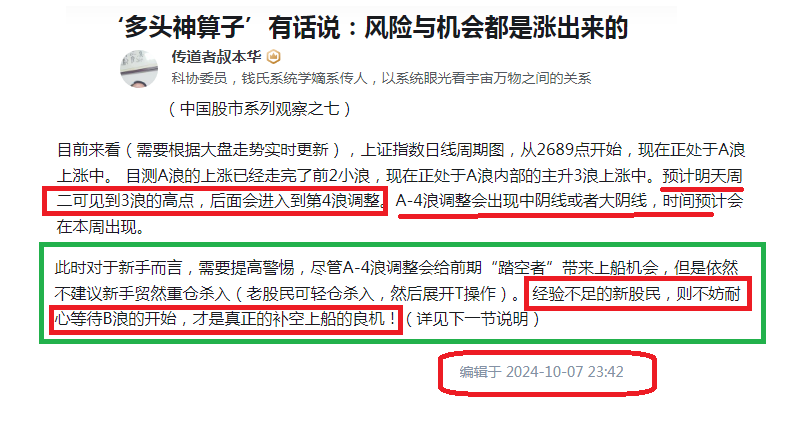 ‘多头神算子’有话说：风险与机会都是涨出来的
传道者叔本华
科协委员，钱氏系统学嫡系传人，以系统眼光看宇宙万物之间的关系
（中国股市系列观察之七）
目前来看（需要根据大盘走势实时更新），上证指数日线周期图，从2689点开始，现在正处于A浪
上涨中。 目测A浪的上涨已经走完了前2小浪，现在正处于A浪内部的主升3浪上涨中。预计明天周
二可见到3浪的高点，后面会进入到第4浪调整。A-4浪调整会出现中阴线或者大阴线，时间预计会
在本周出现。
此时对于新手而言，需要提高警惕，尽管A-4浪调整会给前期“踏空者”带来上船机会，但是依然
不建议新手贸然重仓杀入（老股民可轻仓杀入，然后展开T操作）。 经验不足的新股民，则不妨耐
心等待B浪的开始，才是真正的补空上船的良机！（详见下一节说明）
编辑于 2024-10-07 23:42